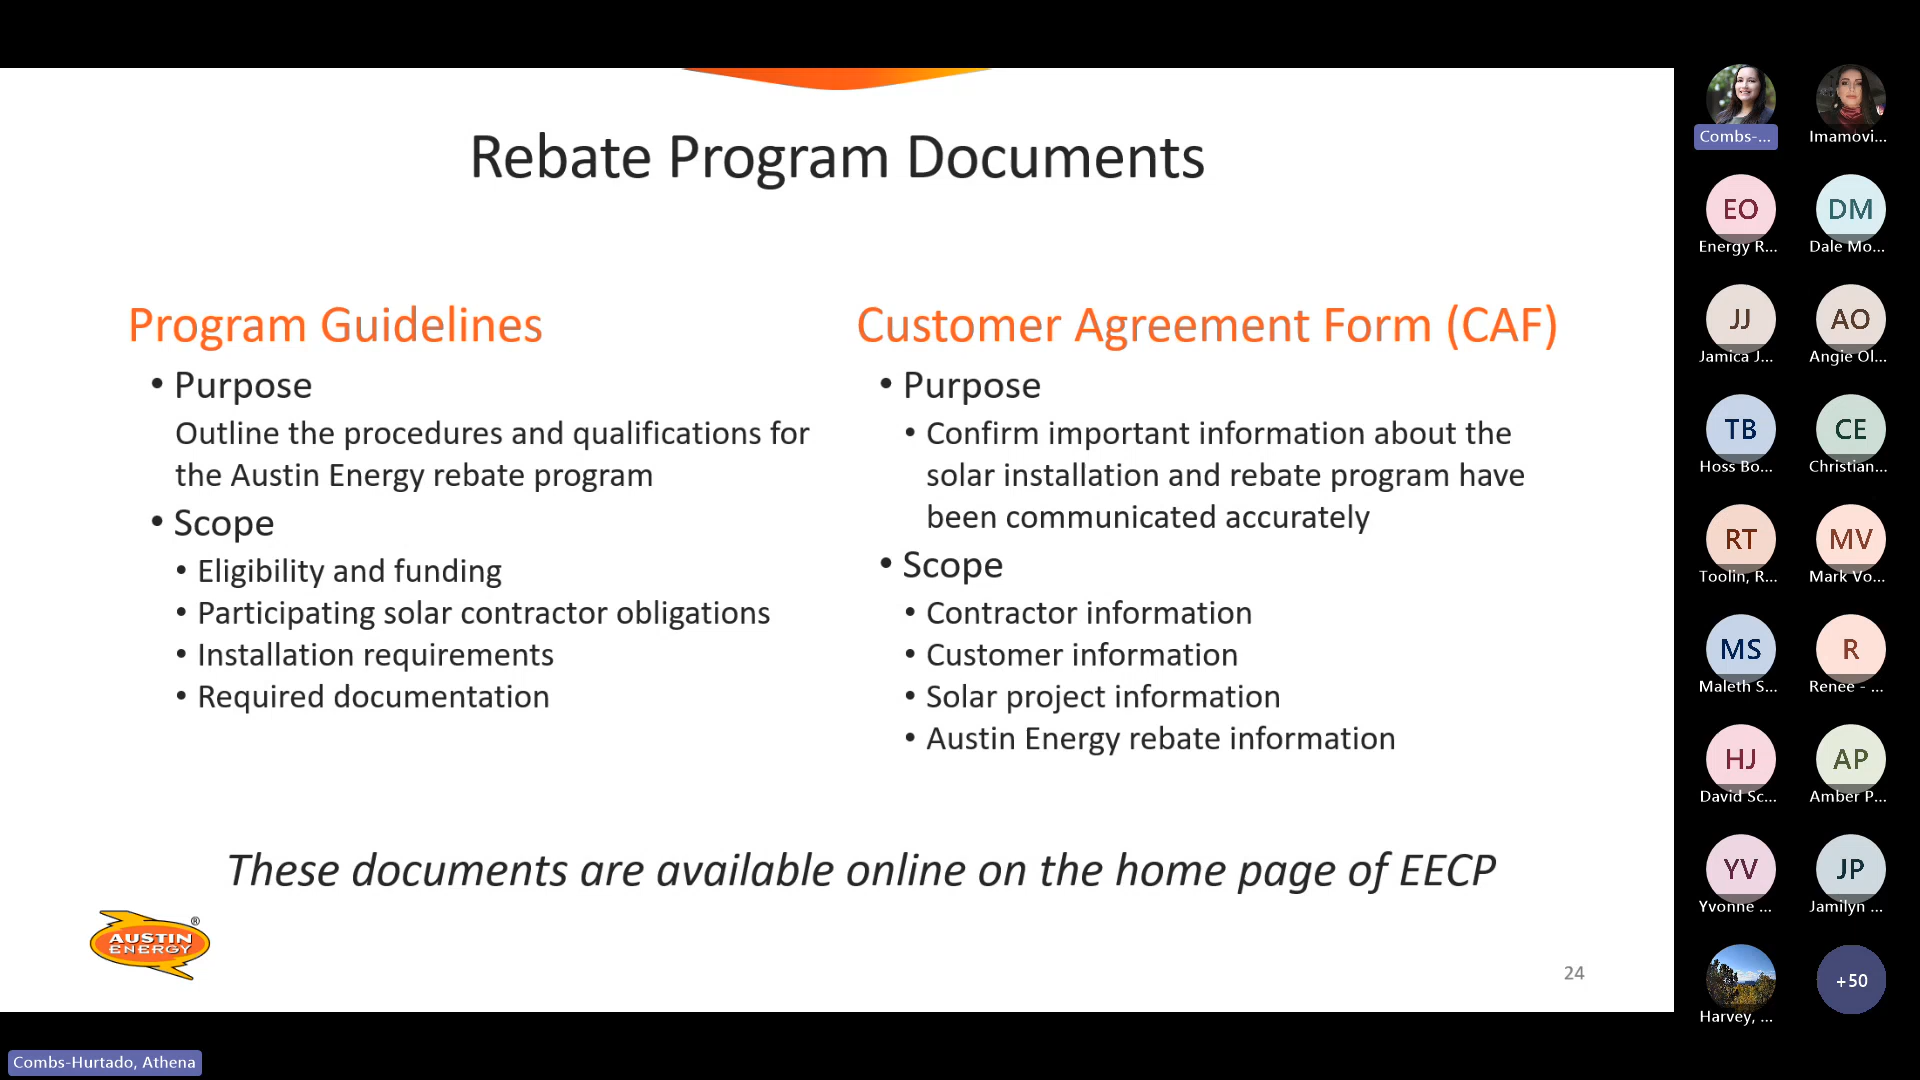 Rebate Program Documents
Program Guidelines
• Purpose
Outline the procedures and qualifications for
the Austin Energy rebate program
• Scope
• Eligibility and funding
• Participating solar contractor obligations
• Installation requirements
• Required documentation
Customer Agreement Form (CAF)
• Purpose
• Confirm important information about the
solar installation and rebate program have
been communicated accurately
• Scope
• Contractor information
• Customer information
• Solar project information
• Austin Energy rebate information
These documents are available online on the home page of EECP
AUSTIN
ENERGY
®
24
Combs-...
Imamovi...
EO
Energy R...
DM
Dale Mo...
JJ
Jamica J...
AO
Angie Ol...
TB
Hoss Bo...
CE
Christian...
RT
Toolin, R...
MV
Mark Vo...
MS
Maleth S...
R
Renee - ...
HJ
David Sc...
AP
Amber P...
YV
Yvonne ...
JP
Jamilyn ...
Harvey, ...
+50
Combs-Hurtado, Athena